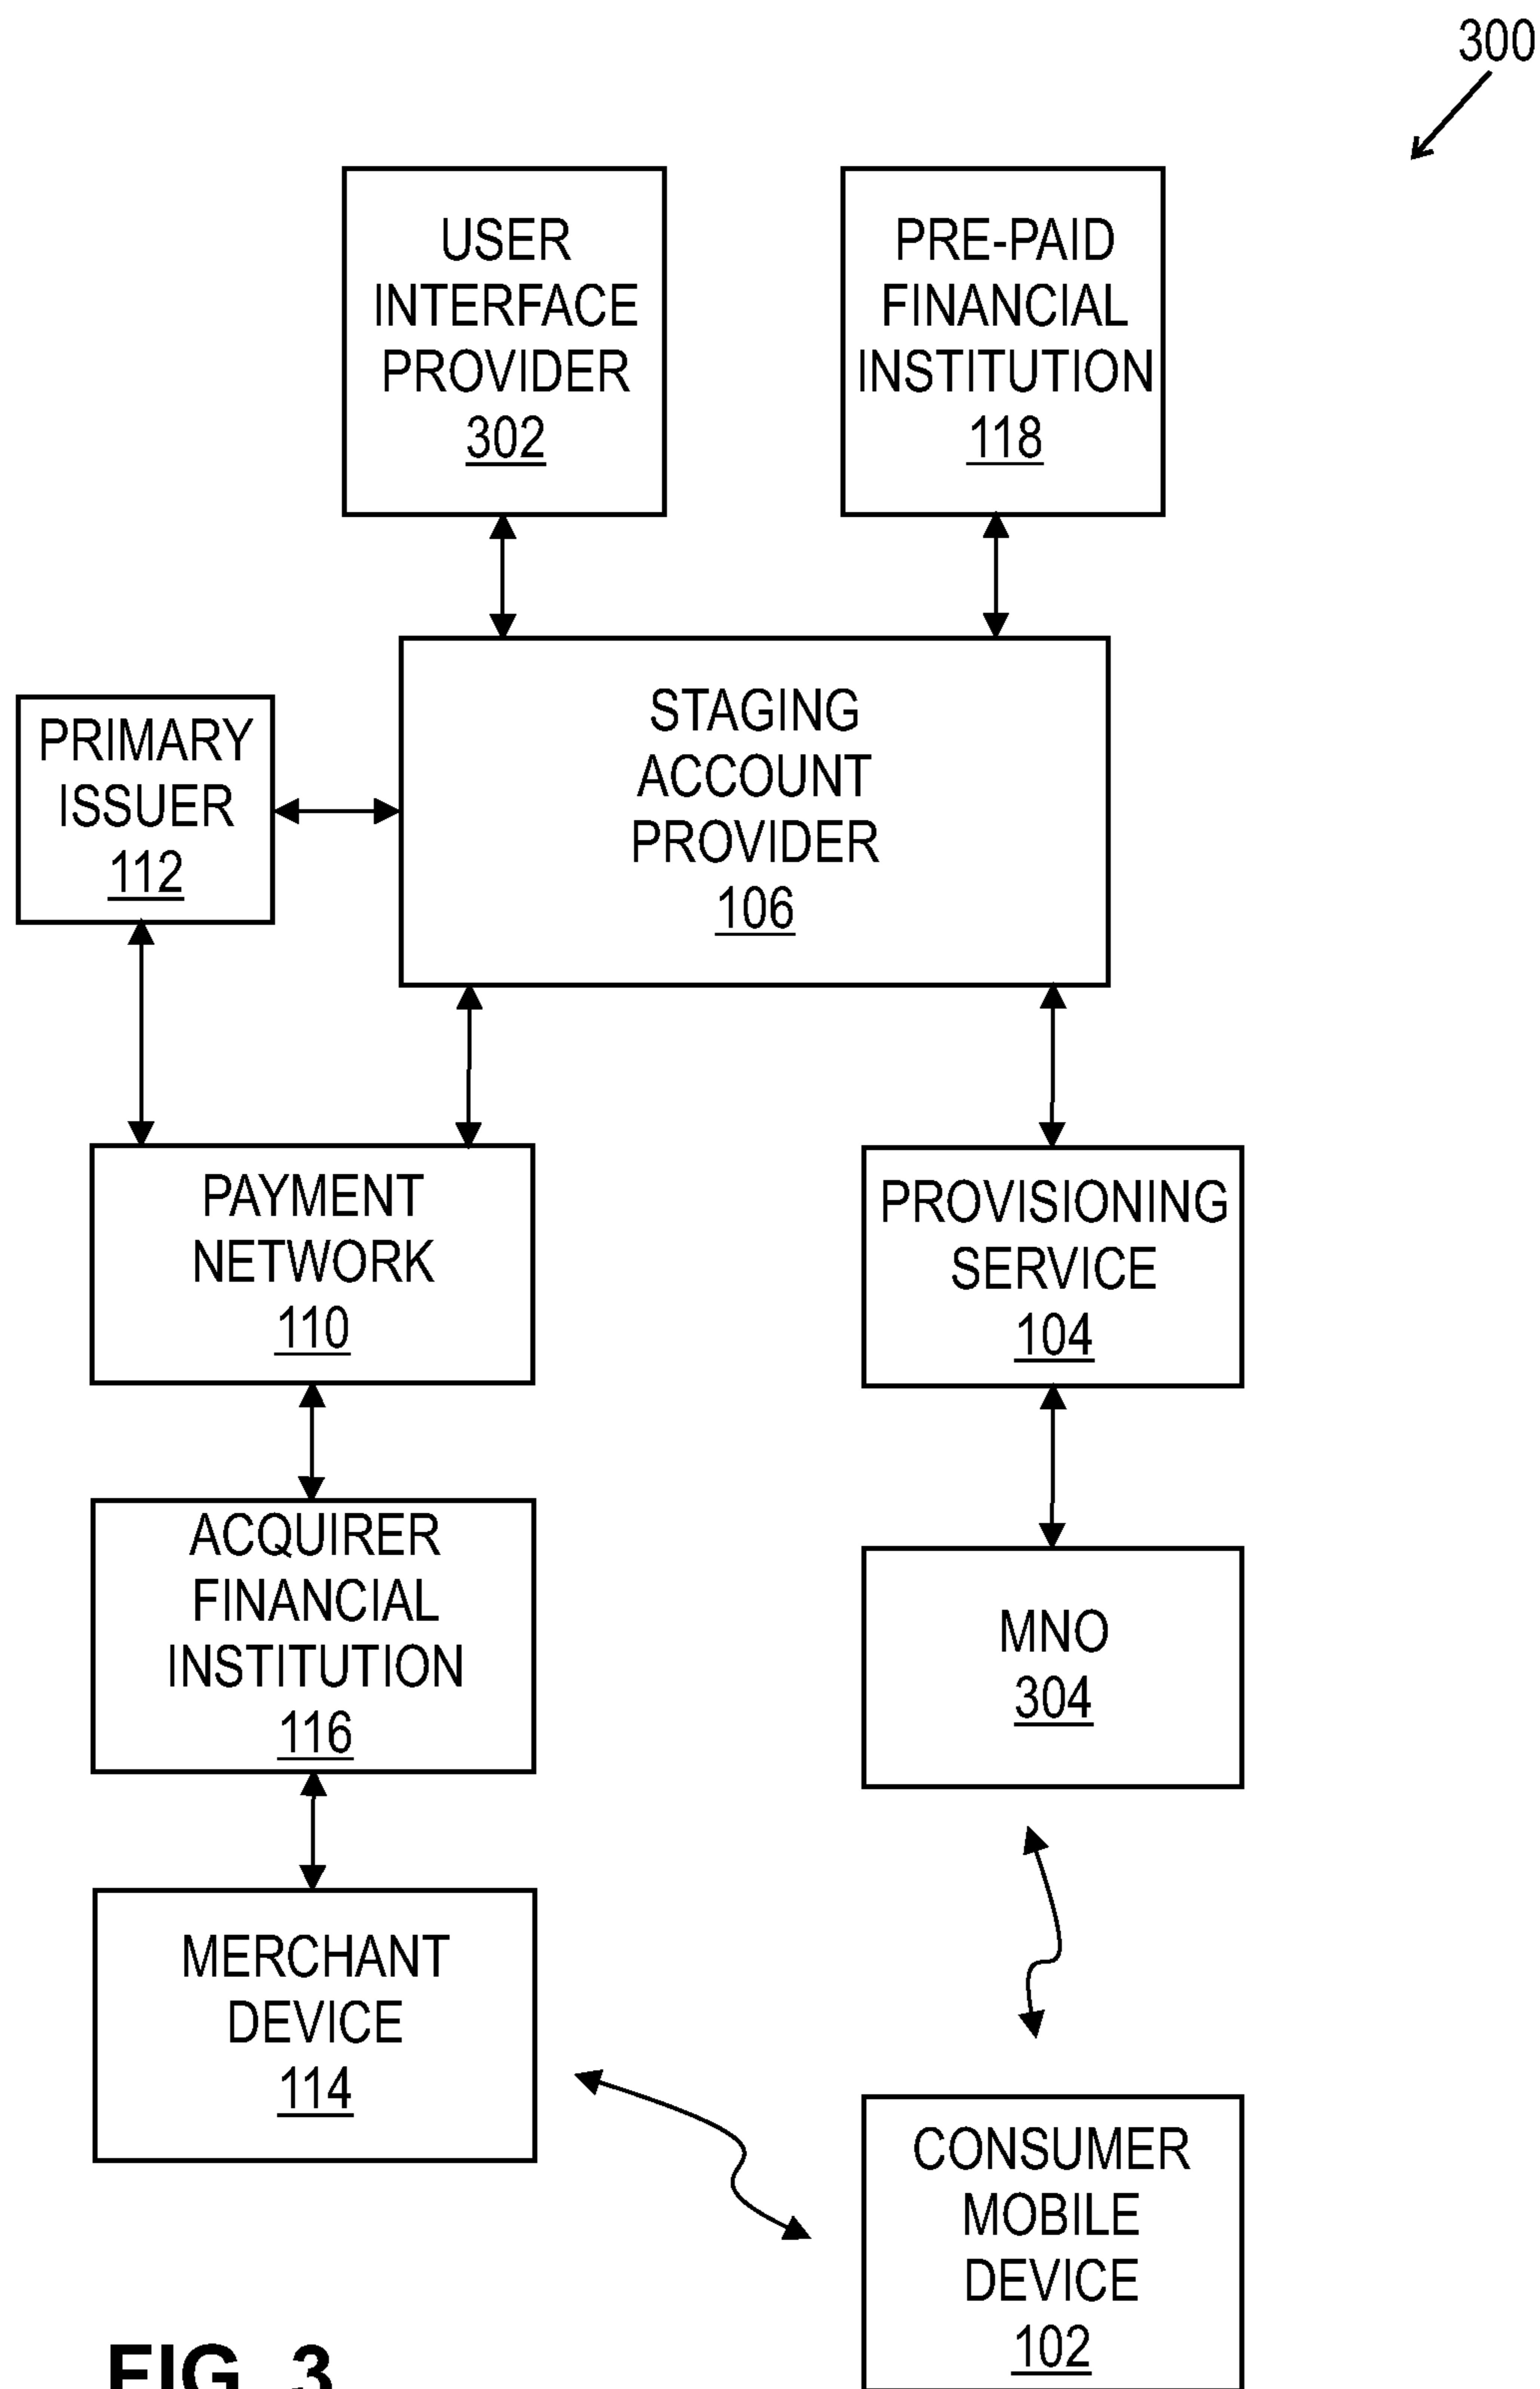 300
USER
INTERFACE
PROVIDER
302
PRE-PAID
FINANCIAL
INSTITUTION
118
STAGING
ACCOUNT
PROVIDER
106
PRIMARY
ISSUER
112
PAYMENT
NETWORK
110
PROVISIONING
SERVICE
104
ACQUIRER
FINANCIAL
INSTITUTION
116
MNO
304
MERCHANT
DEVICE
114
CONSUMER
MOBILE
DEVICE
102
FIG. 3